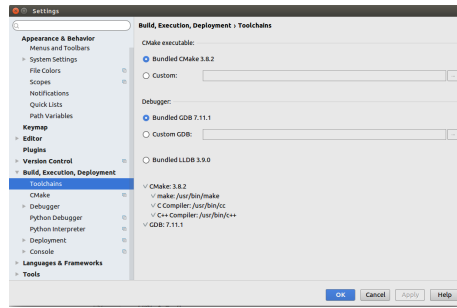 Settings
Appearance & Behavior
Menus and Toolbars
System Settings
File Colors
Scopes
Notifications
Quick Lists
Path Variables
Keymap
Editor
Plugins
Version Control
Build, Execution, Deployment
Toolchains
CMake
Debugger
Python Debugger
Python Interpreter
Deployment
Console
Languages & Frameworks
Tools
Build, Execution, Deployment › Toolchains
CMake executable:
Bundled CMake 3.8.2
Custom:
Debugger:
Bundled GDB 7.11.1
Custom GDB:
Bundled LLDB 3.9.0
CMake: 3.8.2
make: /usr/bin/make
C Compiler: /usr/bin/cc
C++ Compiler: /usr/bin/c++
GDB: 7.11.1
OK Cancel Apply Help